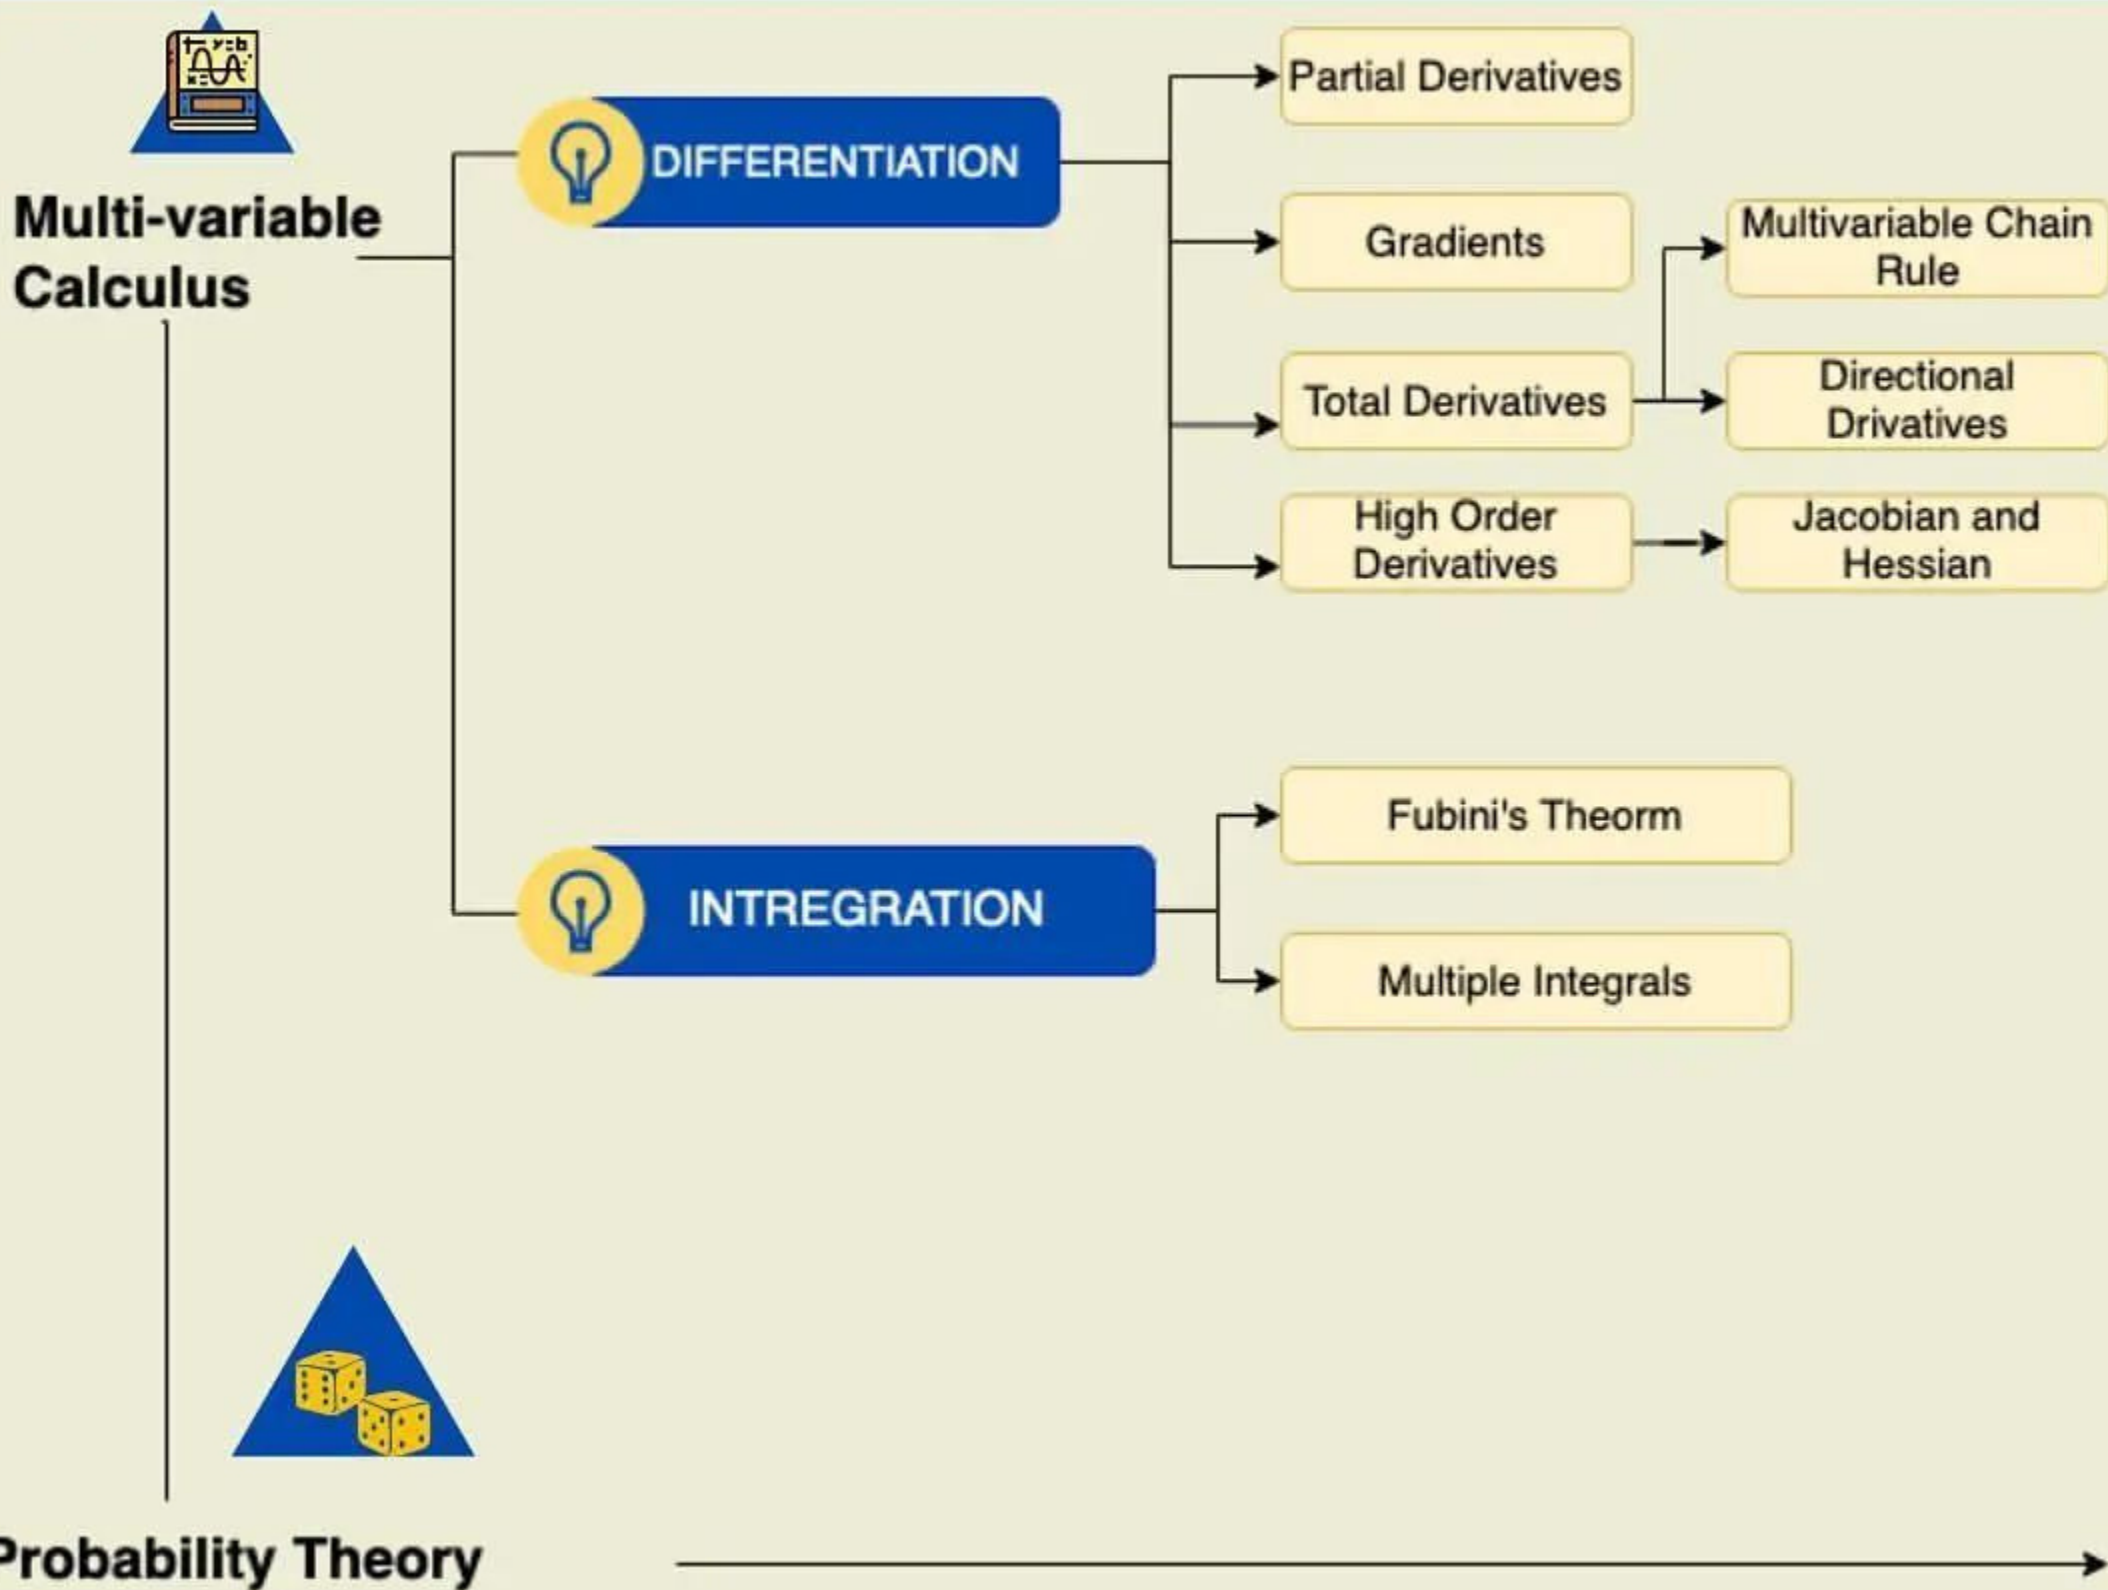 Multi-variable
Calculus
DIFFERENTIATION
Partial Derivatives
Gradients
Total Derivatives
Multivariable Chain
Rule
Directional
Drivatives
High Order
Derivatives
Jacobian and
Hessian
INTREGRATION
Fubini's Theorm
Multiple Integrals
Probability Theory